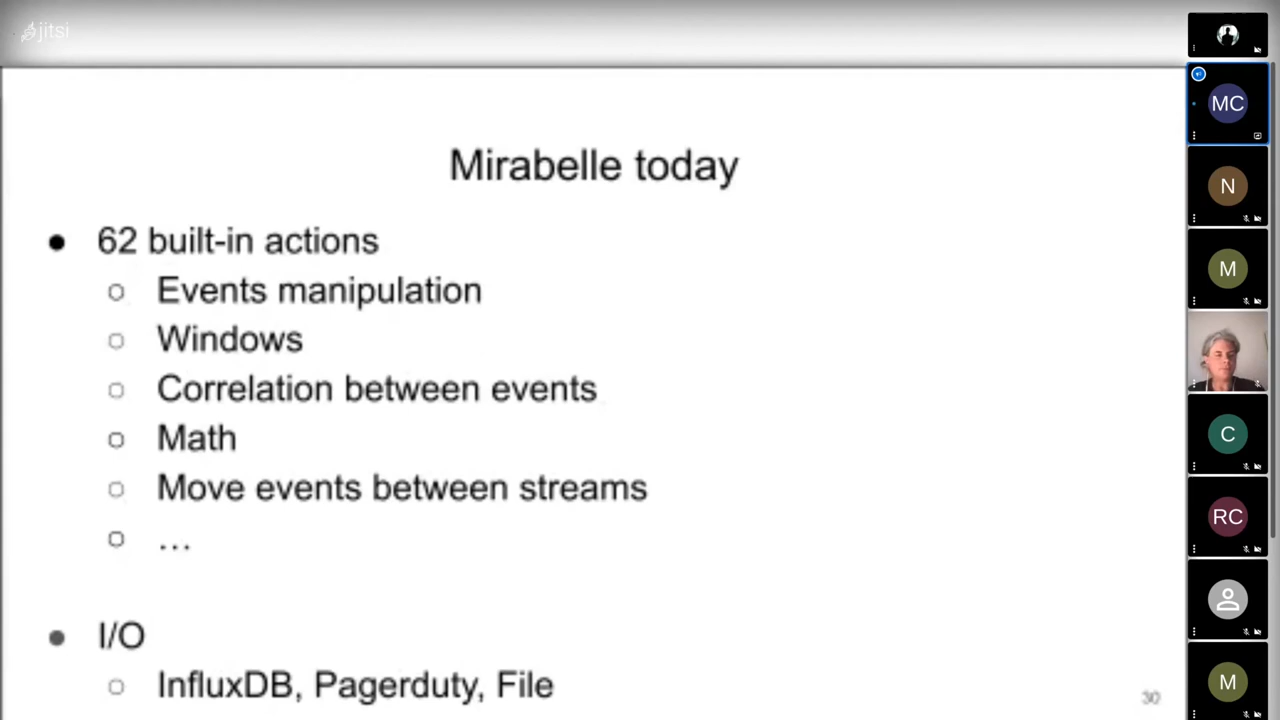 jitsi
Mirabelle today
62 built-in actions
Events manipulation
Windows
Correlation between events
Math
Move events between streams
...
I/O
InfluxDB, Pagerduty, File
30
MC
N
M
C
RC
M